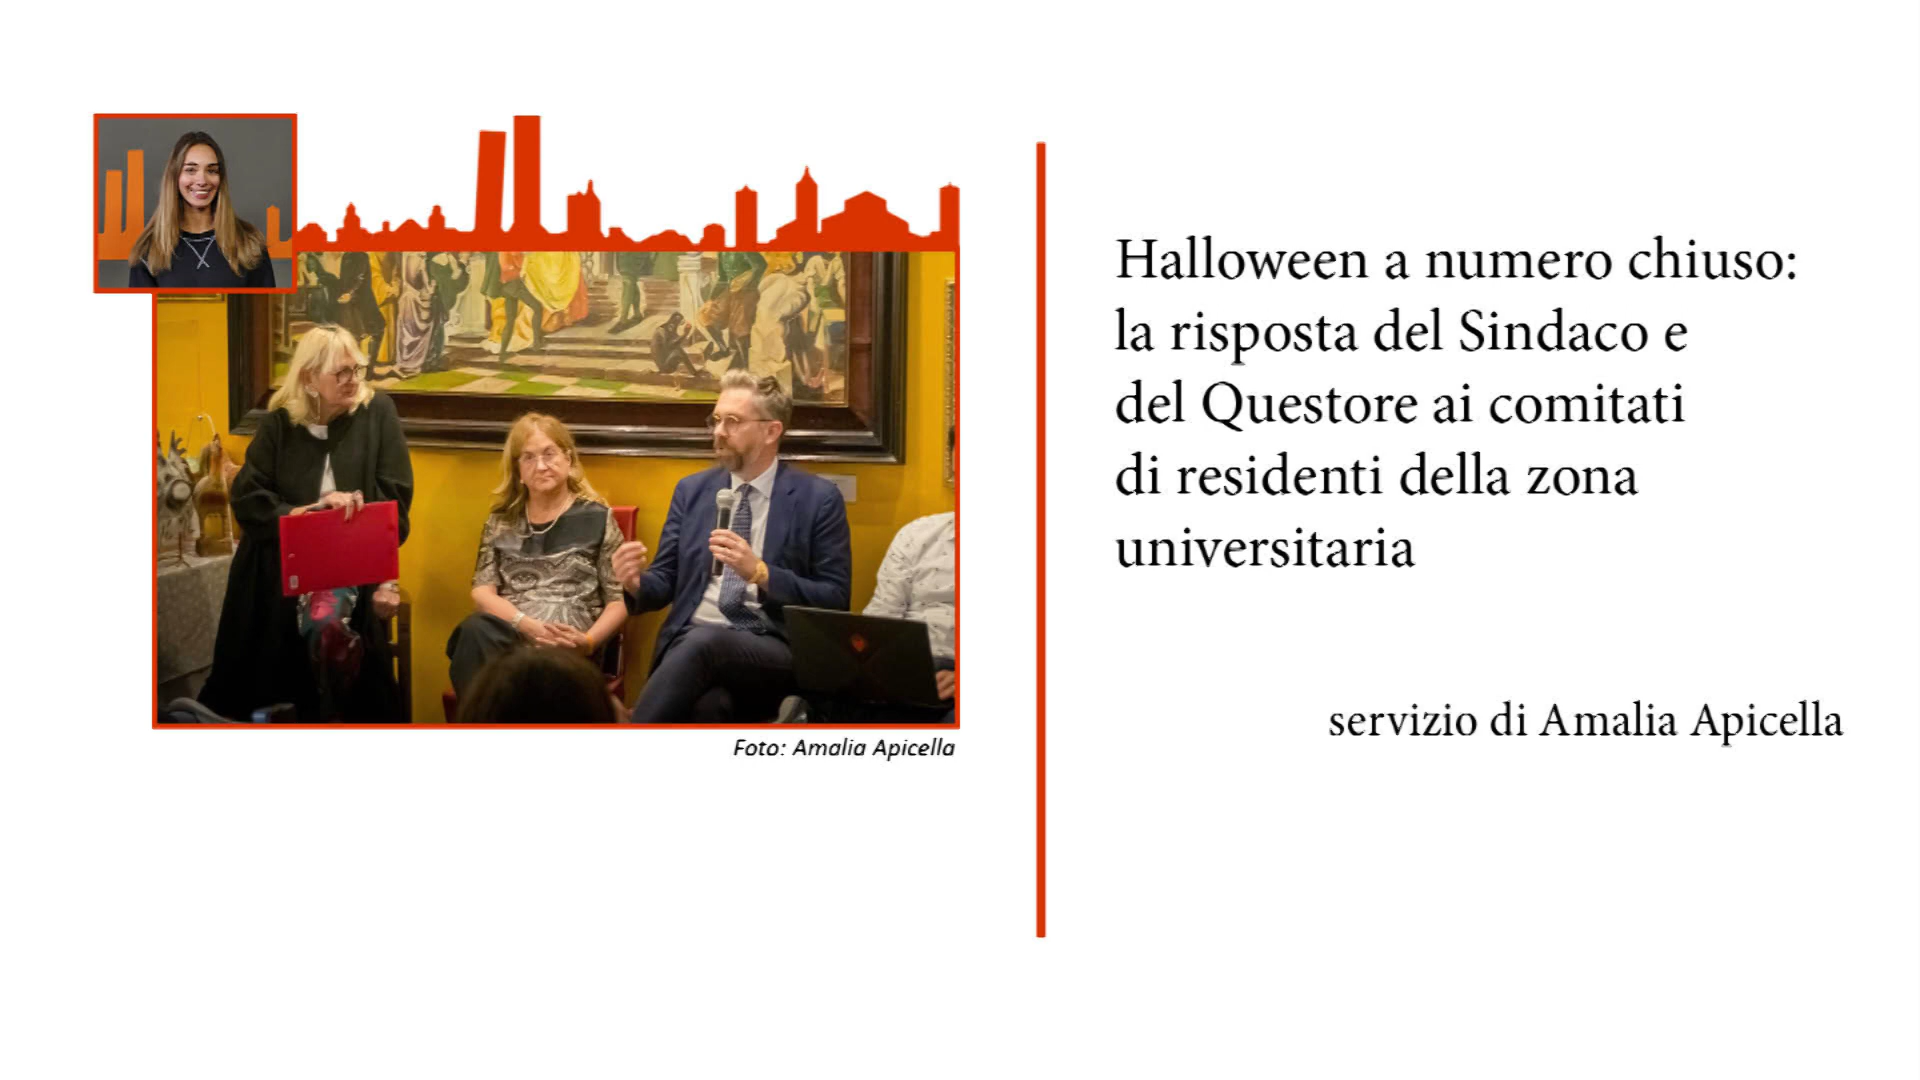 Halloween a numero chiuso:
la risposta del Sindaco e
del Questore ai comitati
di residenti della zona
universitaria
servizio di Amalia Apicella
Foto: Amalia Apicella